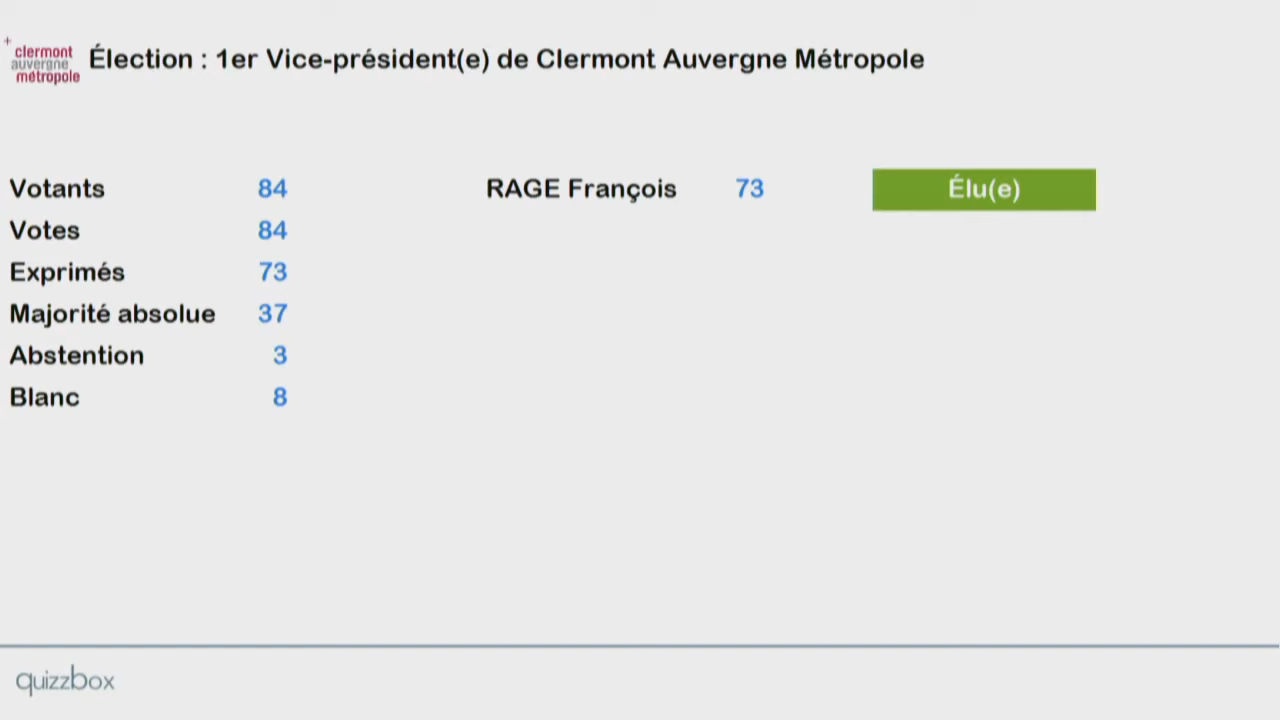 clermont
auvergne
métropole
Élection : 1er Vice-président(e) de Clermont Auvergne Métropole
Votants 84
RAGE François 73 Élu(e)
Votes 84
Exprimés 73
Majorité absolue 37
Abstention 3
Blanc 8
quizzbox